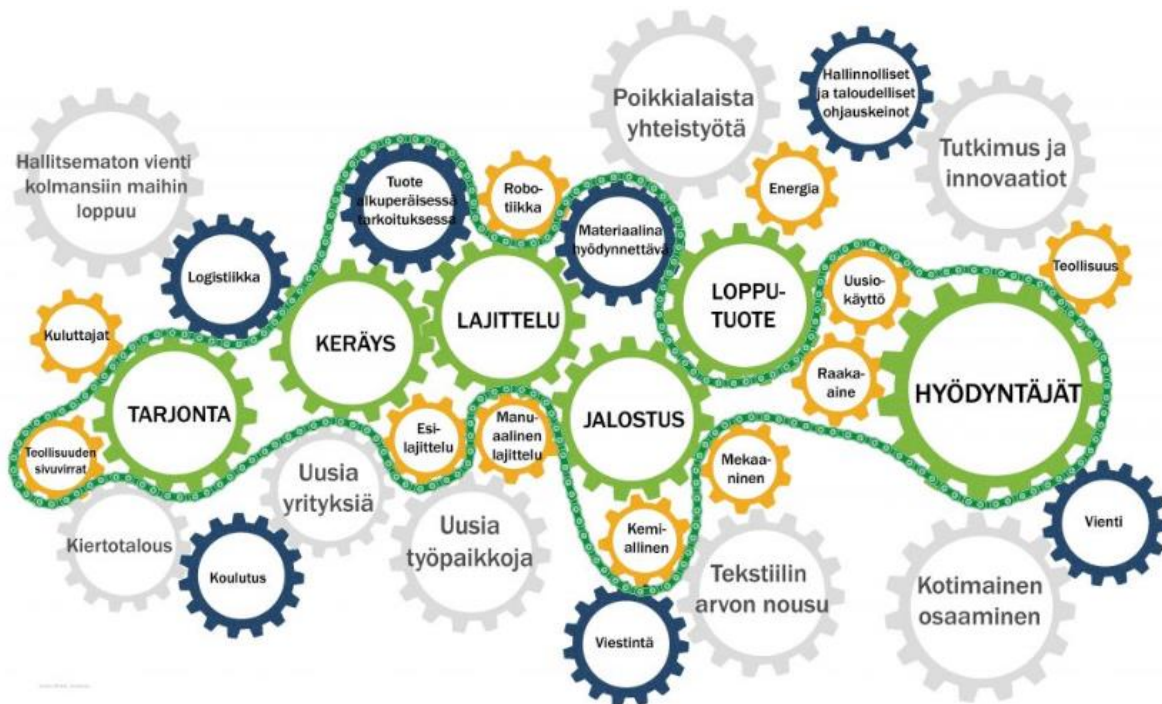 Poikkialaista
yhteistyötä
Hallinnolliset
ja taloudelliset
ohjauskeinot
Tutkimus ja
innovaatiot
Hallitsematon vienti
kolmansiin maihin
loppuu
Tuote
alkuperäisessä
tarkoituksessa
Robo-
tiikka
Energia
Materiaalina
hyödynnettävä
Logistiikka
Teollisuus
Kuluttajat
KERÄYS
LAJITTELU
LOPPU-
TUOTE
Uusio-
käyttö
Raaka-
aine
HYÖDYNTÄJÄT
TARJONTA
JALOSTUS
Teollisuuden
sivuvirrat
Esi-
lajittelu
Manu-
aalinen
lajittelu
Mekaa-
ninen
Uusia
yrityksiä
Kiertotalous
Koulutus
Uusia
työpaikkoja
Kemi-
allinen
Viestintä
Tekstiilin
arvon nousu
Kotimainen
osaaminen
Vienti